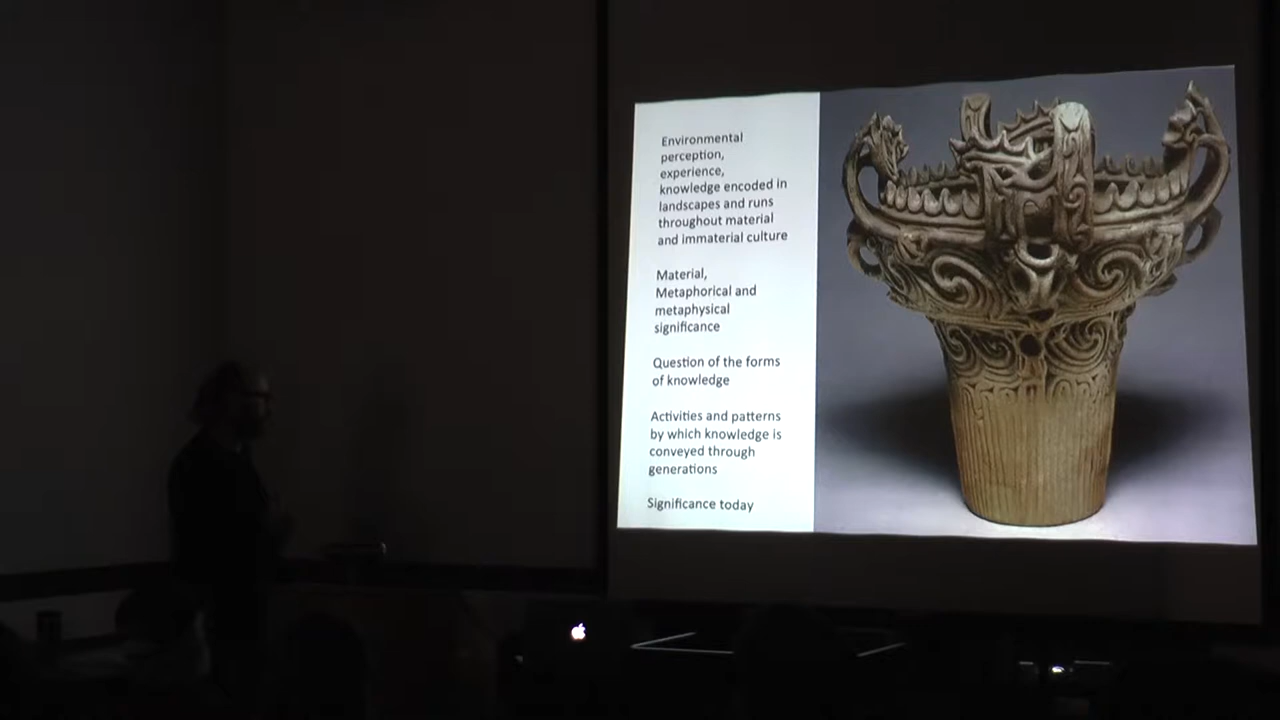 Environmental
perception,
experience,
knowledge encoded in
landscapes and runs
throughout material
and immaterial culture
Material,
Metaphorical and
metaphysical
significance
Question of the forms
of knowledge
Activities and patterns
by which knowledge is
conveyed through
generations
Significance today